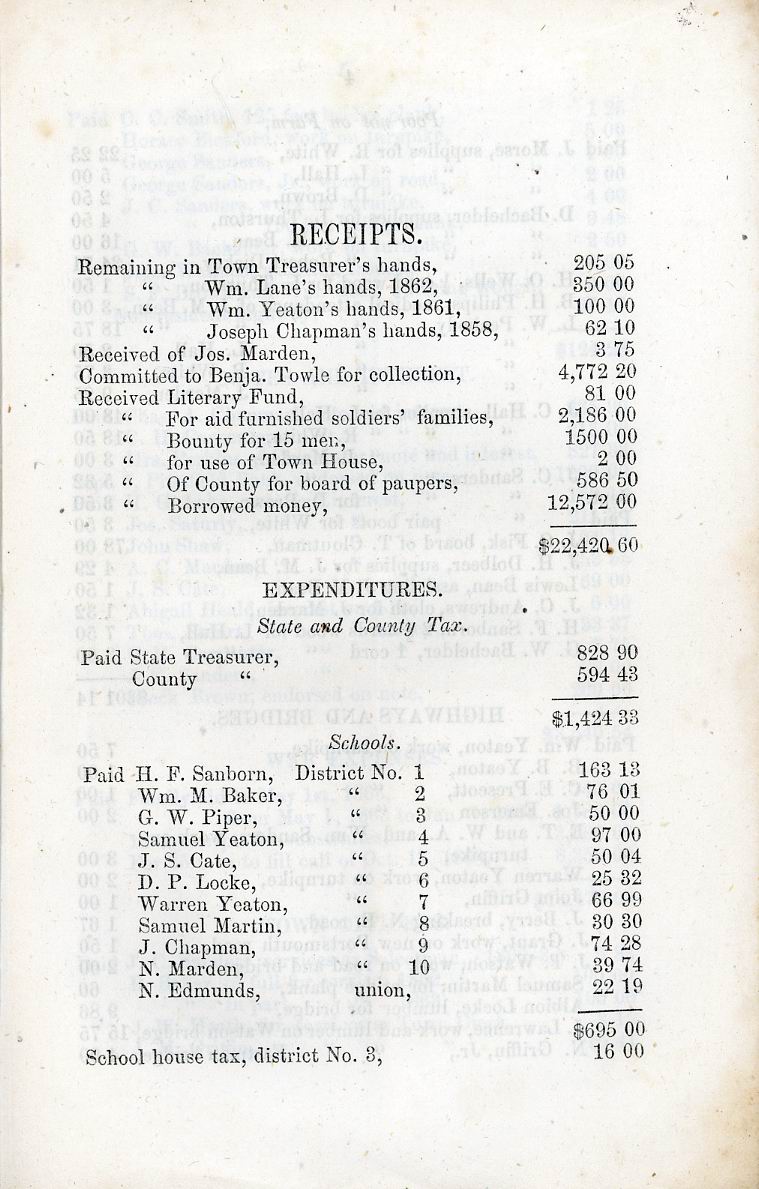 RECEIPTS.
Remaining in Town Treasurer's hands, 205 05
“ Wm. Lane's hands, 1862, 350 00
“ Wm. Yeaton's hands, 1861, 100 00
“ Joseph Chapman's hands, 1858, 62 10
Received of Jos. Marden, 3 75
Committed to Benja. Towle for collection, 4,772 20
Received Literary Fund, 81 00
“ For aid furnished soldiers' families, 2,186 00
“ Bounty for 15 men, 1500 00
“ for use of Town House, 2 00
“ Of County for board of paupers, 586 50
“ Borrowed money, 12,572 00
$22,420.60
EXPENDITURES.
State and County Tax.
Paid State Treasurer, 828 90
County “ 594 43
$1,424 33
Schools.
Paid H. F. Sanborn, District No. 1 163 13
Wm. M. Baker, “ 2 76 01
G. W. Piper, “ 3 50 00
Samuel Yeaton, “ 4 97 00
J. S. Cate, “ 5 50 04
D. P. Locke, “ 6 25 32
Warren Yeaton, “ 7 66 99
Samuel Martin, “ 8 30 30
J. Chapman, “ 9 74 28
N. Marden, “ 10 39 74
N. Edmunds, union, 22 19
$695 00
School house tax, district No. 3, 16 00